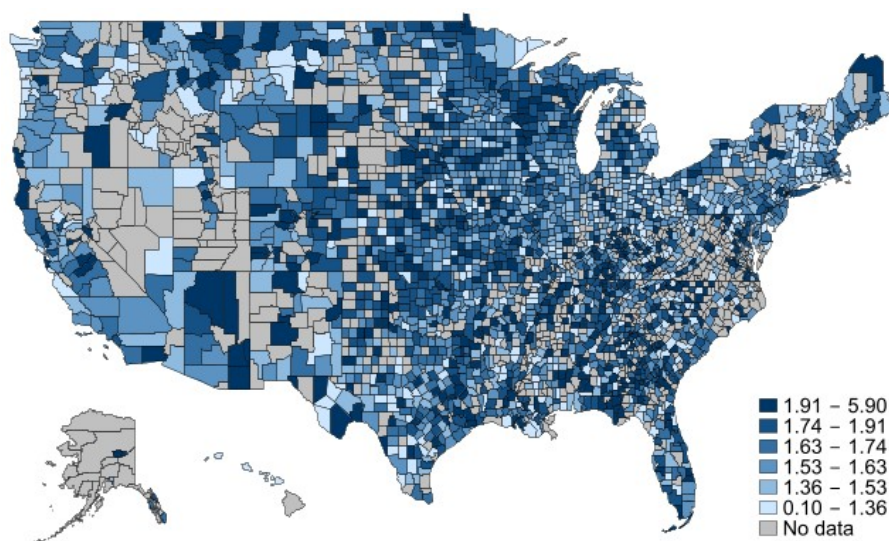 1.91 – 5.90
1.74 – 1.91
1.63 – 1.74
1.53 – 1.63
1.36 – 1.53
0.10 – 1.36
No data